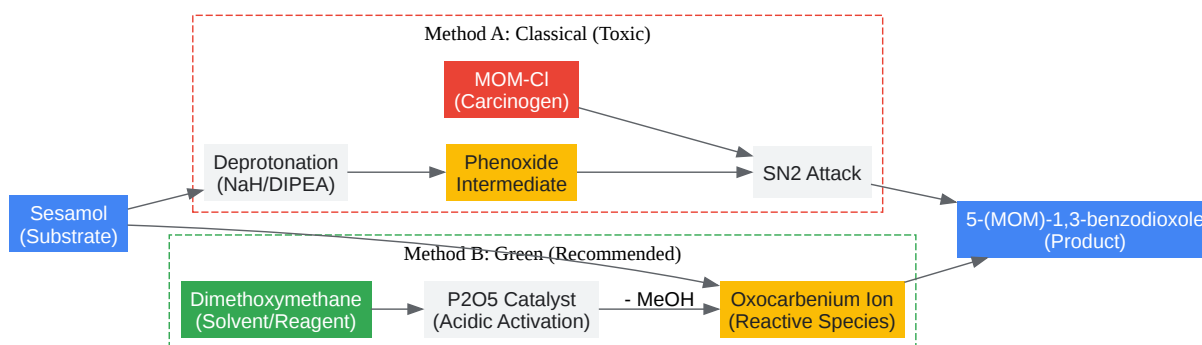 Method A: Classical (Toxic)
MOM-Cl
(Carcinogen)
Deprotonation
(NaH/DIPEA)
Phenoxide
Intermediate
SN2 Attack
Sesamol
(Substrate)
5-(MOM)-1,3-benzodioxole
(Product)
Method B: Green (Recommended)
Dimethoxymethane
(Solvent/Reagent)
P2O5 Catalyst
(Acidic Activation)
- MeOH
Oxocarbenium Ion
(Reactive Species)